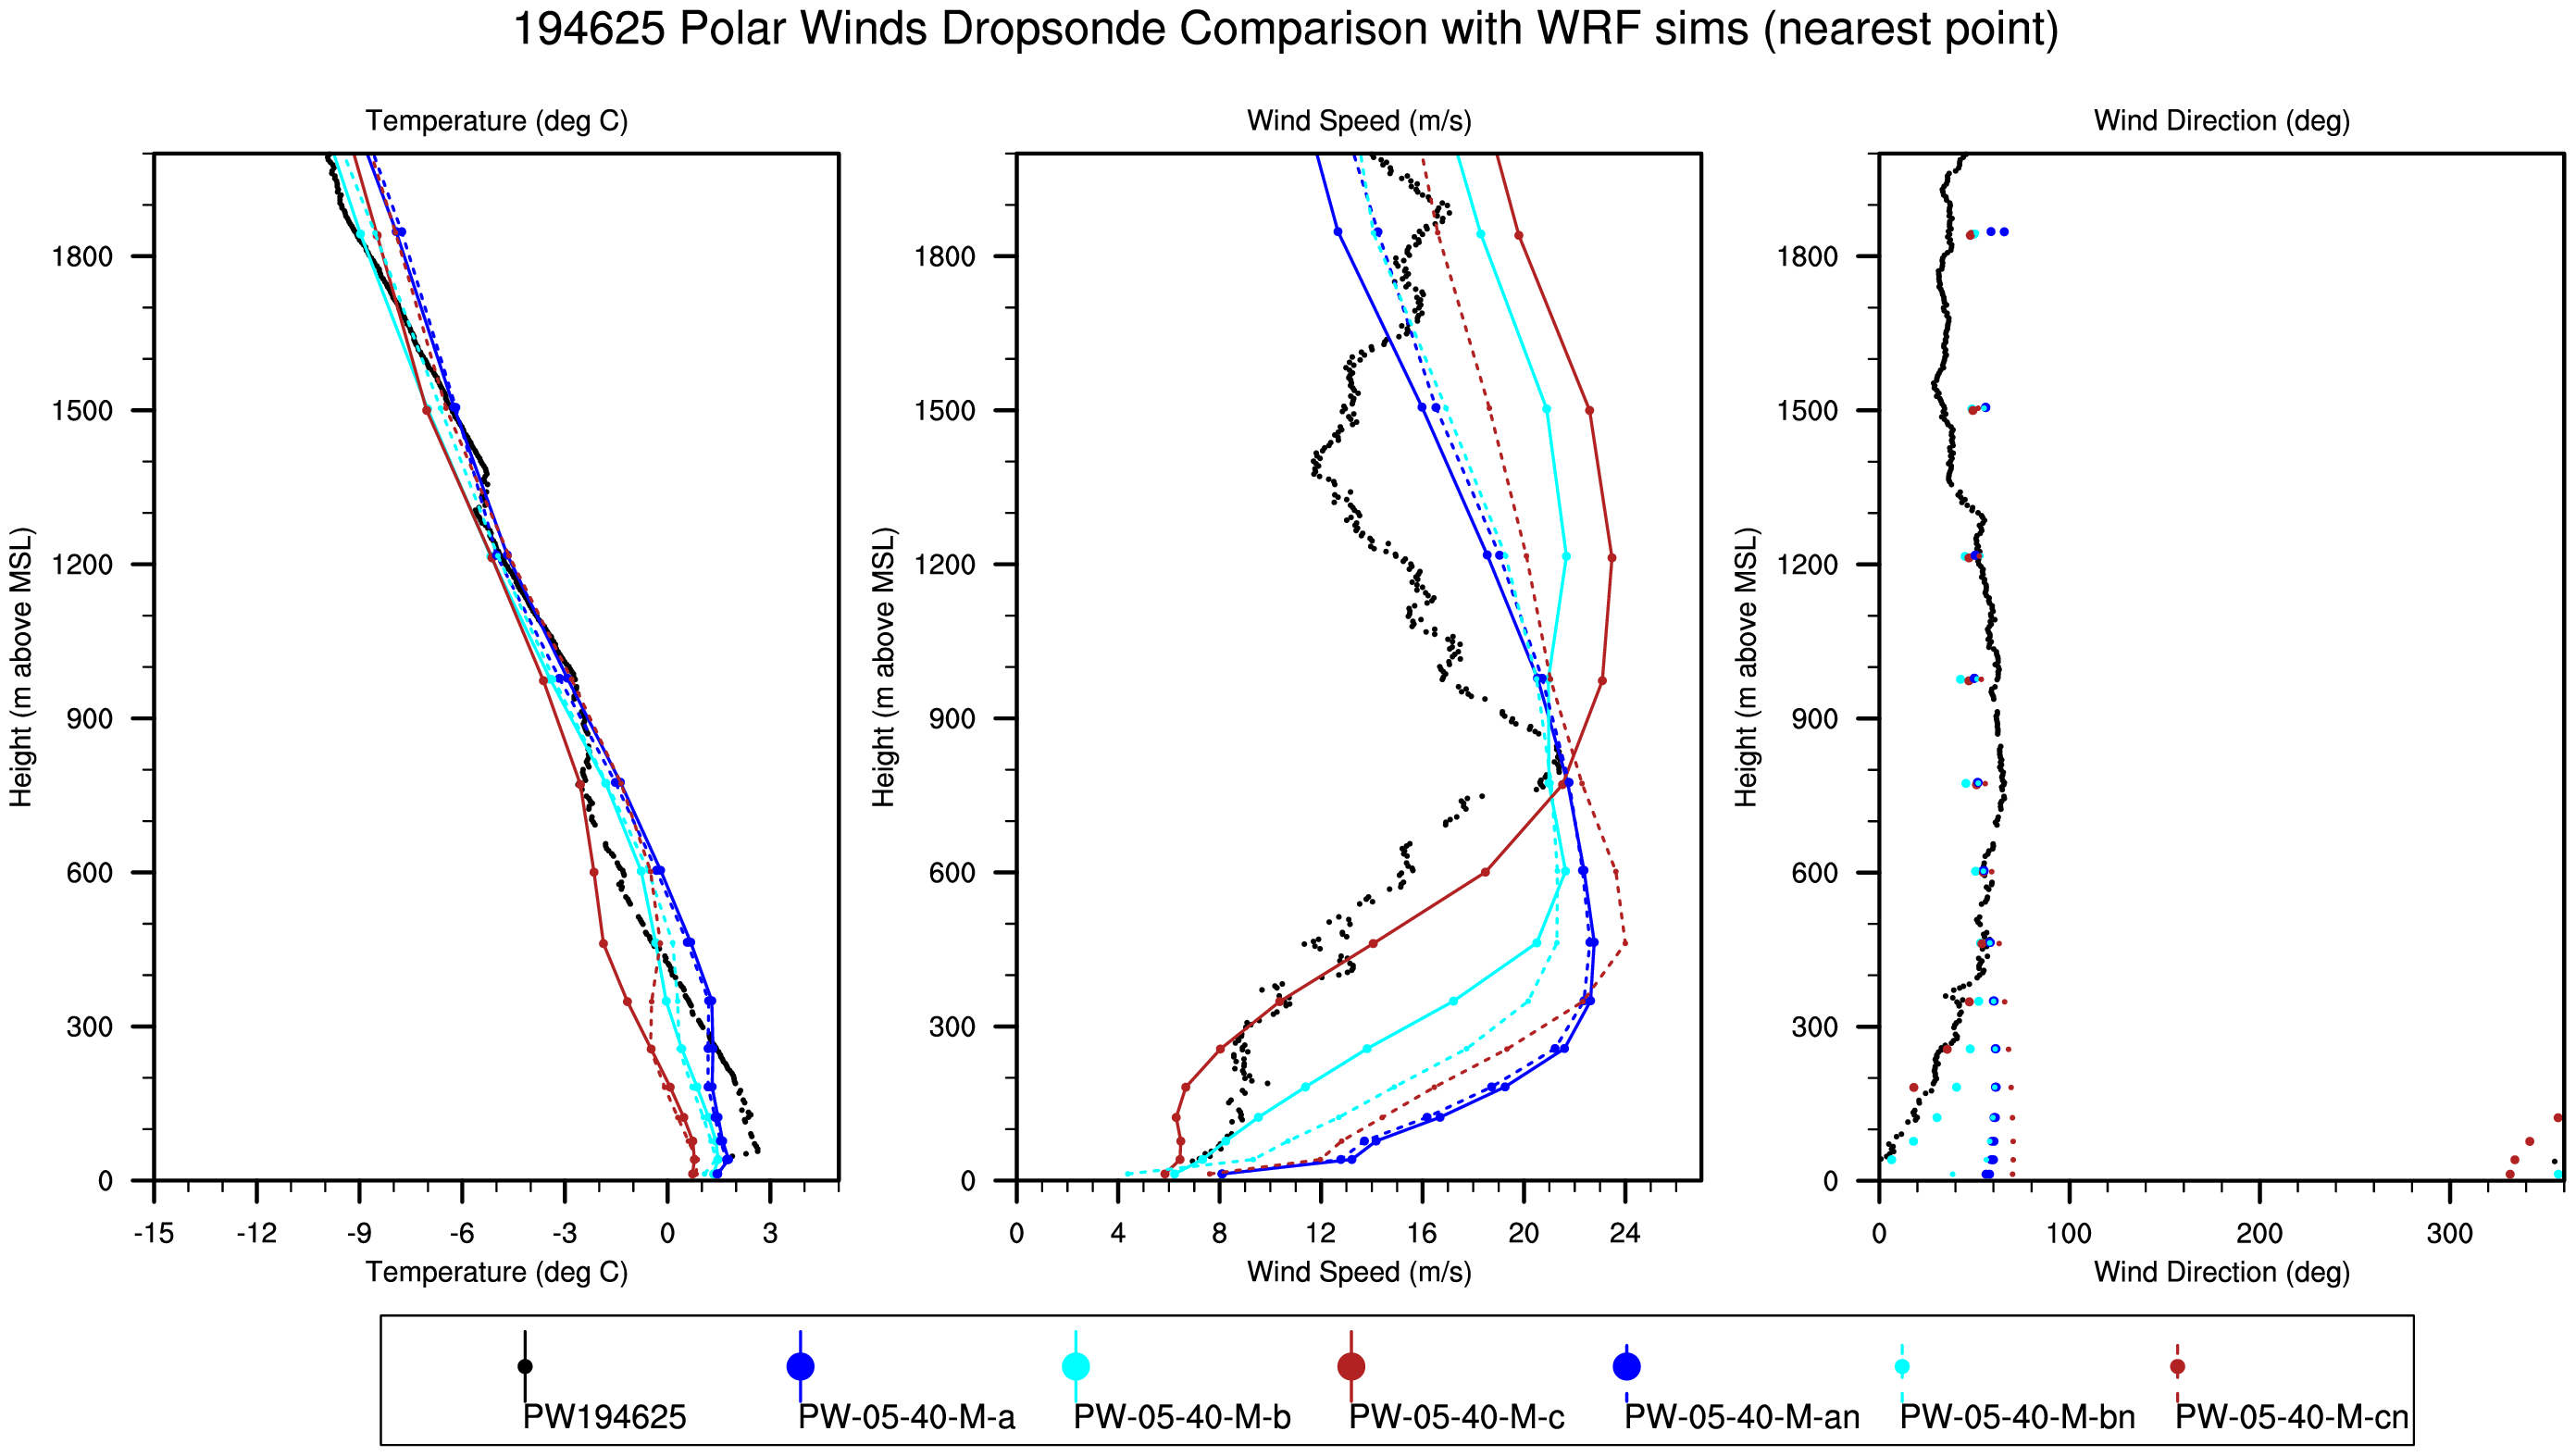 194625 Polar Winds Dropsonde Comparison with WRF sims (nearest point)
Temperature (deg C)
Wind Speed (m/s)
Wind Direction (deg)
Height (m above MSL)
1800
1500
1200
900
600
300
0
-15 -12 -9 -6 -3 0 3
Temperature (deg C)
Height (m above MSL)
1800
1500
1200
900
600
300
0
0 4 8 12 16 20 24
Wind Speed (m/s)
Height (m above MSL)
1800
1500
1200
900
600
300
0
0 100 200 300
Wind Direction (deg)
PW194625 PW-05-40-M-a PW-05-40-M-b PW-05-40-M-c PW-05-40-M-an PW-05-40-M-bn PW-05-40-M-cn